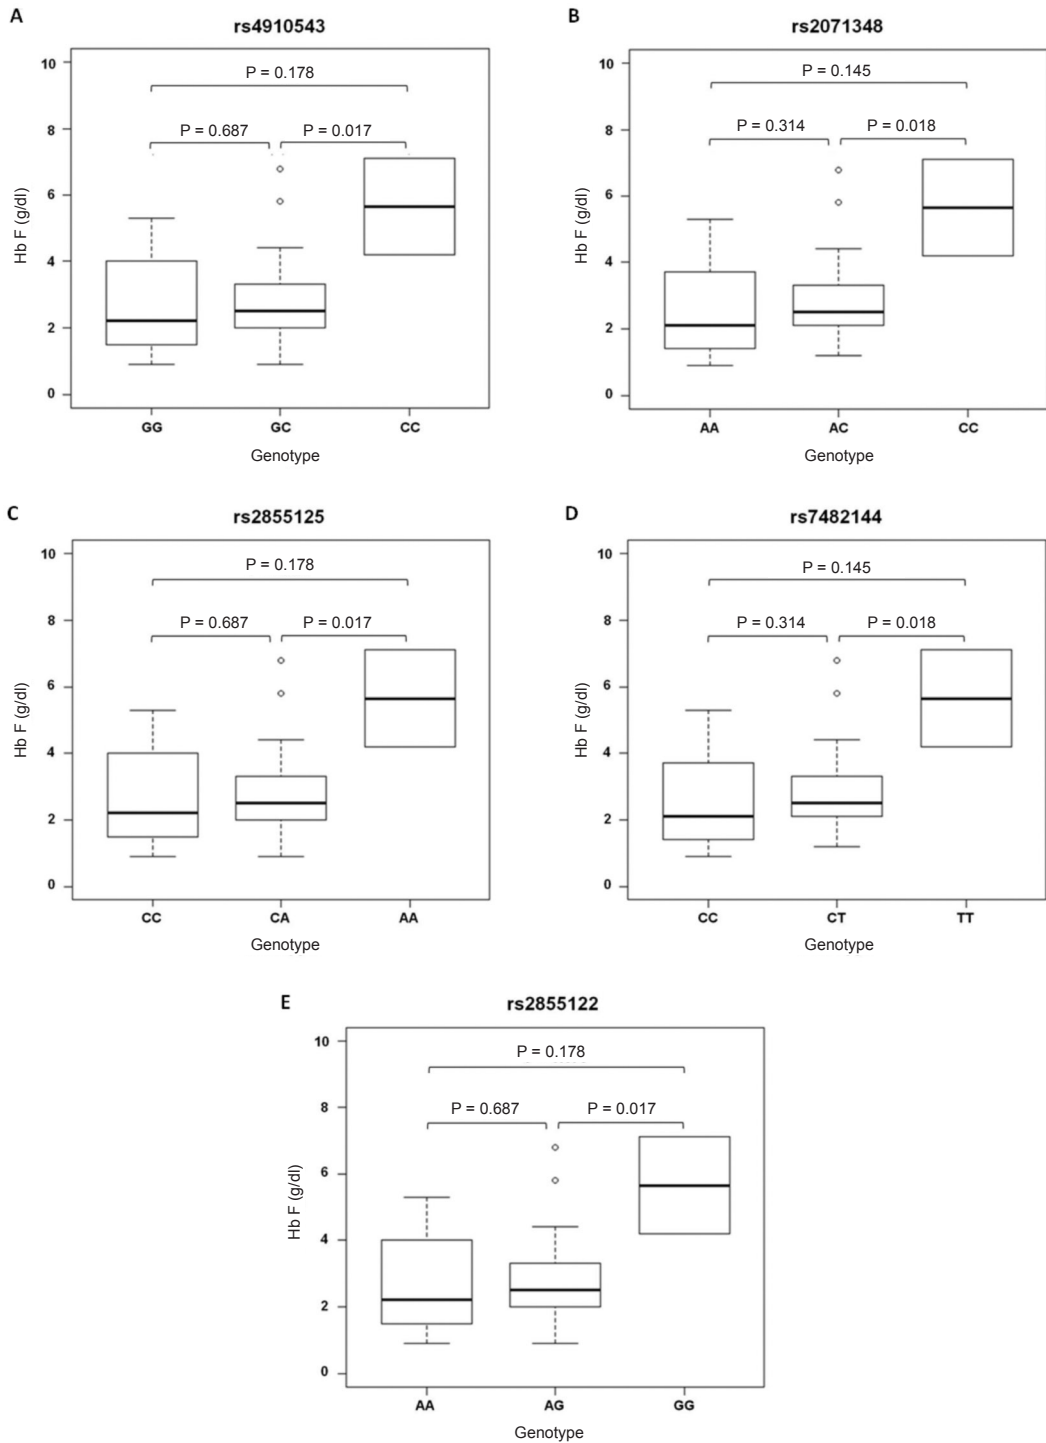 A
rs4910543
10
8
6
4
2
0
Hb F (g/dl)
P = 0.178
P = 0.687
P = 0.017
GG
GC
CC
Genotype
B
rs2071348
10
8
6
4
2
0
Hb F (g/dl)
P = 0.145
P = 0.314
P = 0.018
AA
AC
CC
Genotype
C
rs2855125
10
8
6
4
2
0
Hb F (g/dl)
P = 0.178
P = 0.687
P = 0.017
CC
CA
AA
Genotype
D
rs7482144
10
8
6
4
2
0
Hb F (g/dl)
P = 0.145
P = 0.314
P = 0.018
CC
CT
TT
Genotype
E
rs2855122
10
8
6
4
2
0
Hb F (g/dl)
P = 0.178
P = 0.687
P = 0.017
AA
AG
GG
Genotype